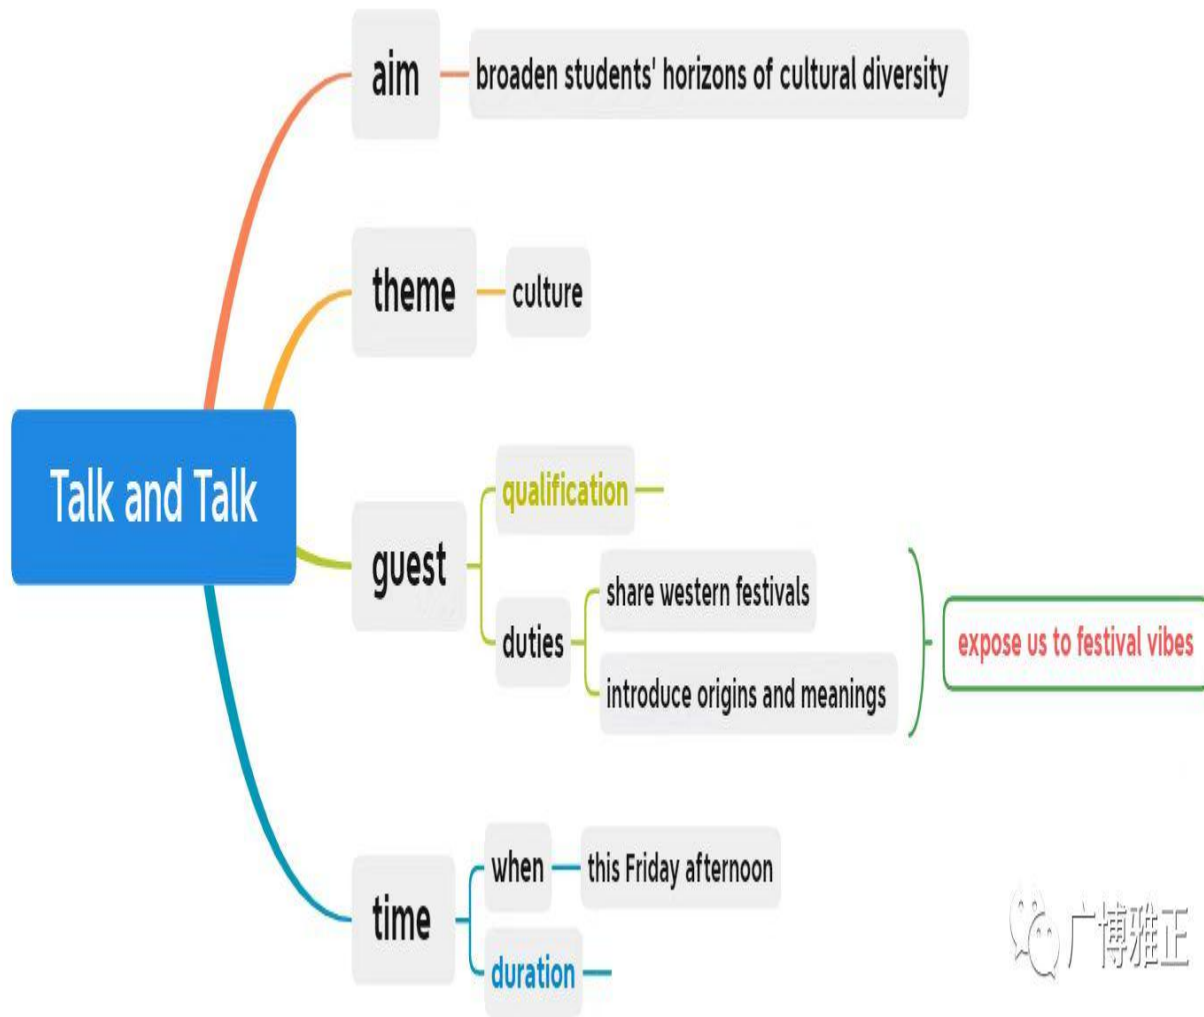 aim
broaden students' horizons of cultural diversity
theme
culture
Talk and Talk
guest
qualification
duties
share western festivals
introduce origins and meanings
expose us to festival vibes
time
when
this Friday afternoon
duration
广博雅正